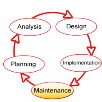 Analysis
Design
Implementation
Maintenance
Planning